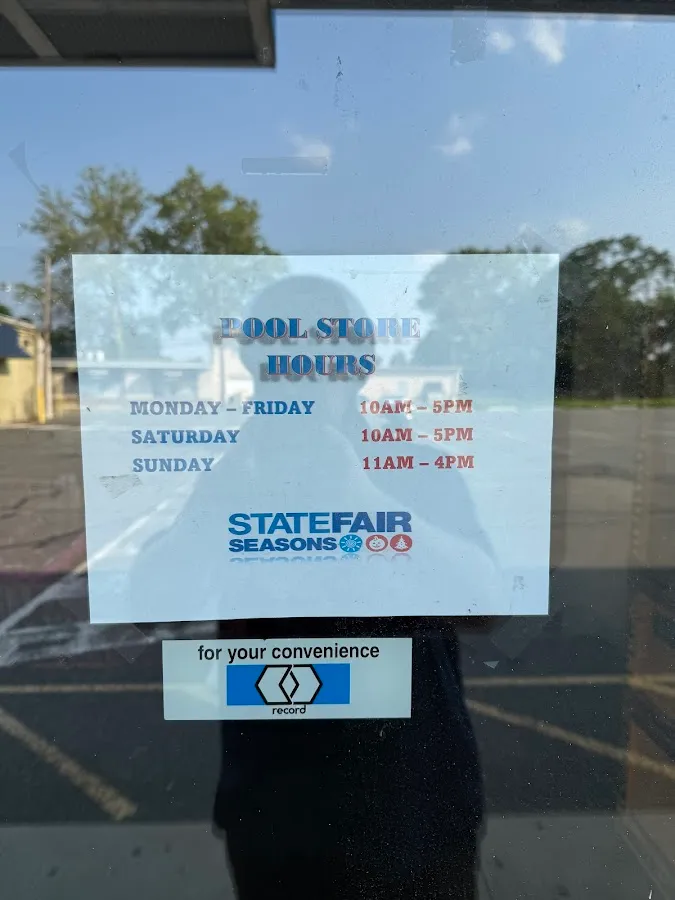 POOL STORE
HOURS
MONDAY – FRIDAY 10AM – 5PM
SATURDAY 10AM – 5PM
SUNDAY 11AM – 4PM
STATEFAIR
SEASONS
for your convenience
record